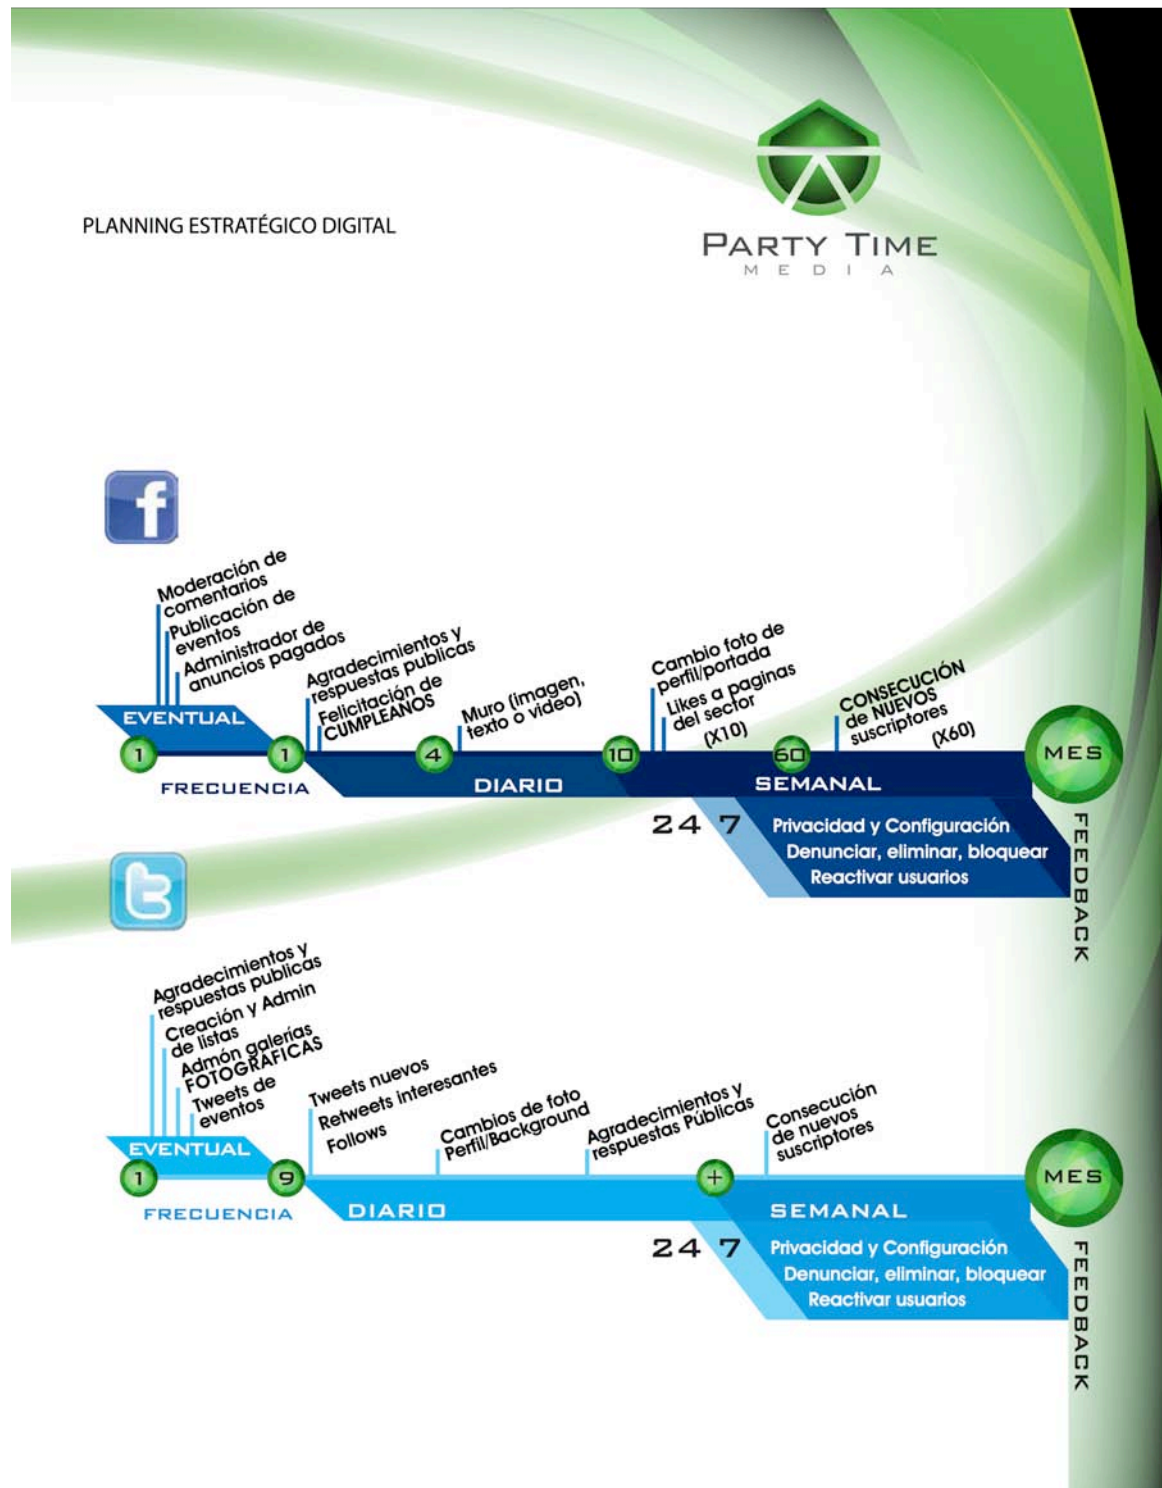 PLANNING ESTRATÉGICO DIGITAL
PARTY TIME
MEDIA
f
Moderación de
comentarios
Publicación de
eventos
Administrador de
anuncios pagados
Agradecimientos y
respuestas publicas
Felicitación de
CUMPLEAÑOS
Muro (imagen,
texto o video)
Cambio foto de
perfil/portada
Likes a paginas
del sector
(X10)
CONSECUCIÓN
de NUEVOS
suscriptores
(X60)
EVENTUAL
1
1
4
10
60
MES
FRECUENCIA
DIARIO
SEMANAL
24 7
Privacidad y Configuración
Denunciar, eliminar, bloquear
Reactivar usuarios
FEEDBACK
t
Agradecimientos y
respuestas publicas
Creación y Admin
de listas
Admón galerías
FOTOGRÁFICAS
Tweets de
eventos
Tweets nuevos
Retweets interesantes
Follows
Cambios de foto
Perfil/Background
Agradecimientos y
respuestas Públicas
Consecución
de nuevos
suscriptores
EVENTUAL
1
9
+
MES
FRECUENCIA
DIARIO
SEMANAL
24 7
Privacidad y Configuración
Denunciar, eliminar, bloquear
Reactivar usuarios
FEEDBACK